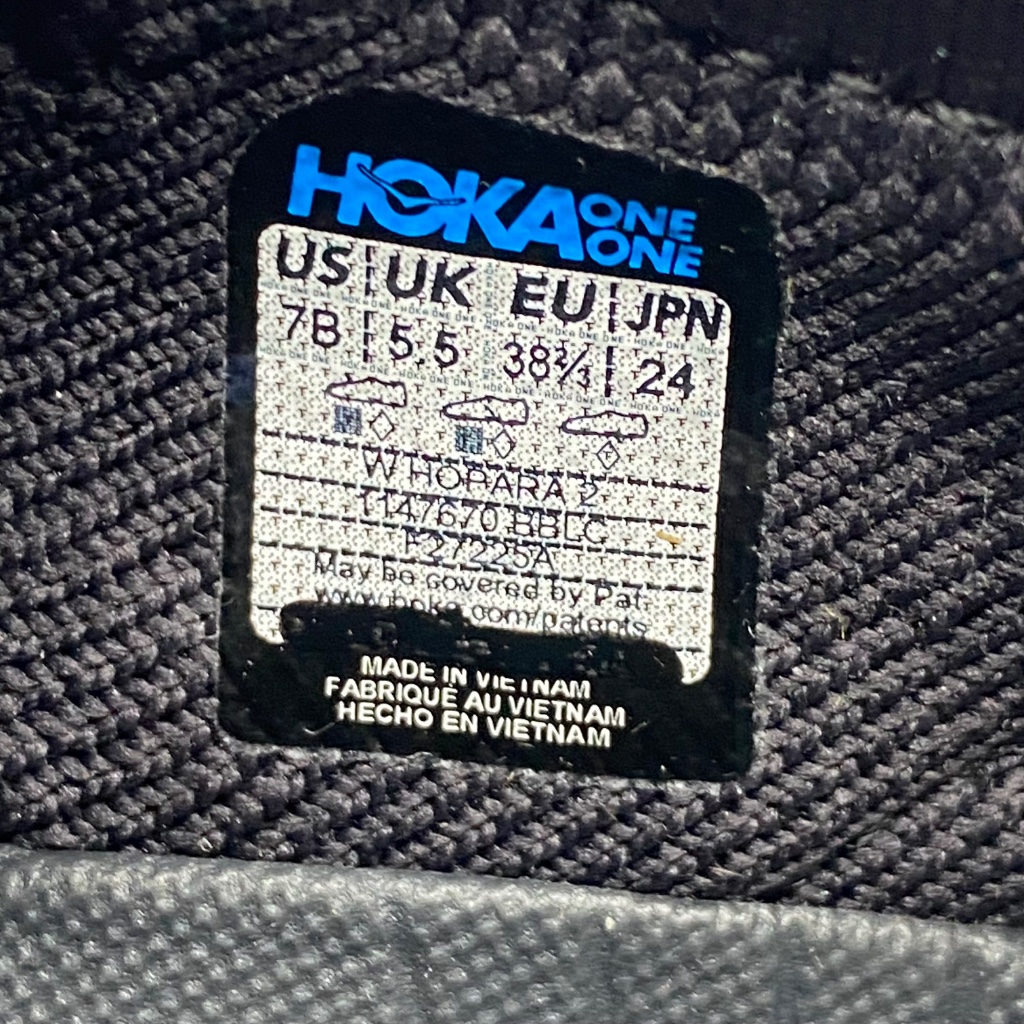 HOKA ONE ONE
US UK EU JPN
7B 5.5 38⅔ 24
W HOPARA 2
1147670 BBLC
F27225A
May be covered by Pat.
www.hoka.com/patents
MADE IN VIETNAM
FABRIQUÉ AU VIETNAM
HECHO EN VIETNAM